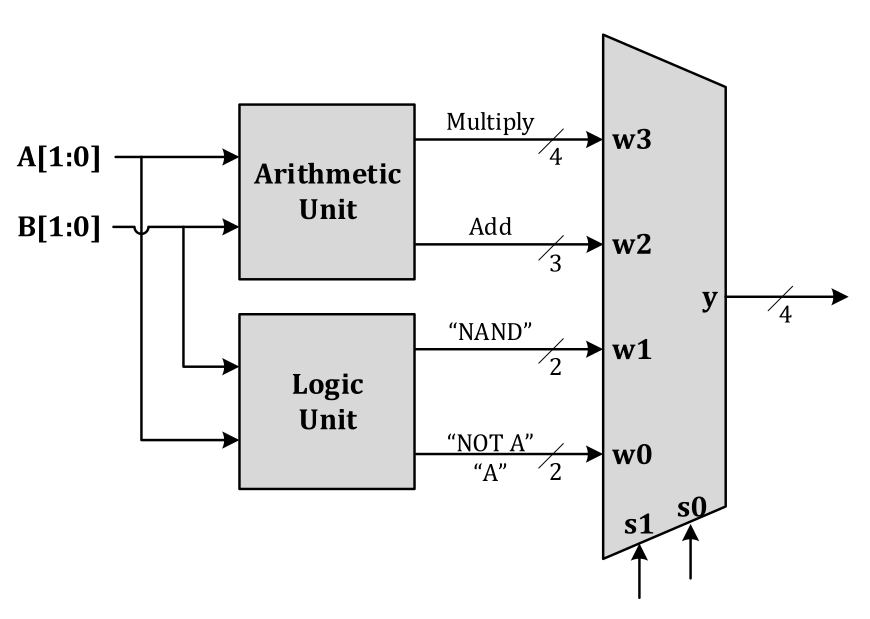 Multiply
4
w3
A[1:0]
Arithmetic
Unit
B[1:0]
Add
3
w2
y
4
“NAND”
2
w1
Logic
Unit
“NOT A”
“A”
2
w0
s1
s0